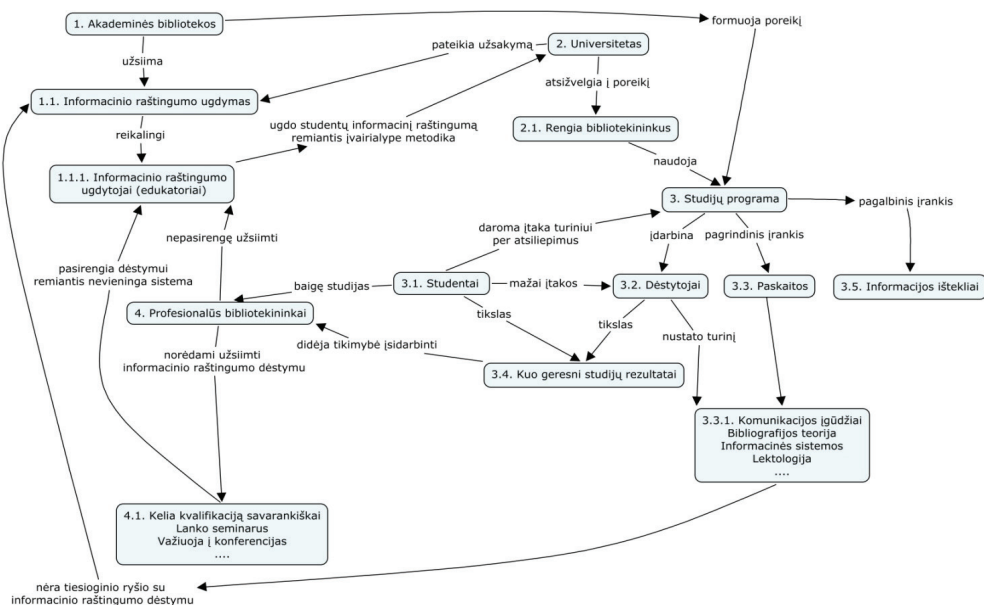 1. Akademinės bibliotekos
formuoja poreikį
pateikia užsakymą
2. Universitetas
užsiima
atsižvelgia į poreikį
1.1. Informacinio raštingumo ugdymas
2.1. Rengia bibliotekininkus
ugdo studentų informacinį raštingumą
remiantis įvairialype metodika
reikalingi
naudoja
1.1.1. Informacinio raštingumo
ugdytojai (edukatoriai)
3. Studijų programa
pagalbinis įrankis
nepasirengę užsiimti
daroma įtaka turiniui
per atsiliepimus
įdarbina
pagrindinis įrankis
pasirengia dėstymui
remiantis nevieninga sistema
baigę studijas
3.1. Studentai
mažai įtakos
3.2. Dėstytojai
3.3. Paskaitos
3.5. Informacijos ištekliai
4. Profesionalūs bibliotekininkai
tikslas
tikslas
nustato turinį
didėja tikimybė įsidarbinti
norėdami užsiimti
informacinio raštingumo dėstymu
3.4. Kuo geresni studijų rezultatai
3.3.1. Komunikacijos įgūdžiai
Bibliografijos teorija
Informacinės sistemos
Lektologija
....
4.1. Kelia kvalifikaciją savarankiškai
Lanko seminarus
Važiuoja į konferencijas
....
nėra tiesioginio ryšio su
informacinio raštingumo dėstymu